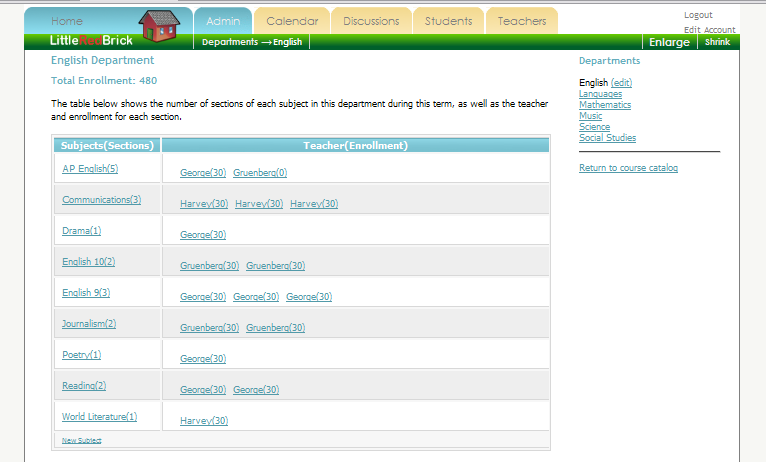 Home
Admin
Calendar
Discussions
Students
Teachers
Logout
Edit Account
LittleRedBrick
Departments → English
Enlarge
Shrink
English Department
Total Enrollment: 480
The table below shows the number of sections of each subject in this department during this term, as well as the teacher
and enrollment for each section.
Subjects(Sections) Teacher(Enrollment)
AP English(5) George(30) Gruenberg(0)
Communications(3) Harvey(30) Harvey(30) Harvey(30)
Drama(1) George(30)
English 10(2) Gruenberg(30) Gruenberg(30)
English 9(3) George(30) George(30) George(30)
Journalism(2) Gruenberg(30) Gruenberg(30)
Poetry(1) George(30)
Reading(2) George(30) George(30)
World Literature(1) Harvey(30)
New Subject
Departments
English (edit)
Languages
Mathematics
Music
Science
Social Studies
Return to course catalog